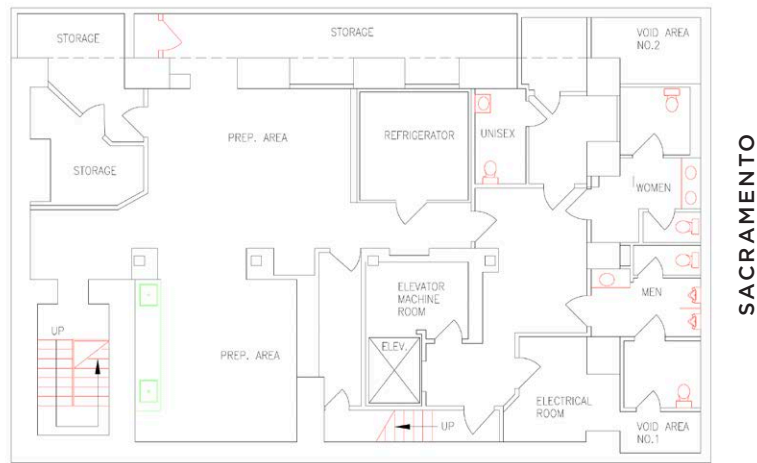 STORAGE
STORAGE
VOID AREA
NO.2
PREP. AREA
REFRIGERATOR
UNISEX
STORAGE
WOMEN
ELEVATOR
MACHINE
ROOM
MEN
UP
ELEV.
PREP. AREA
ELECTRICAL
ROOM
UP
VOID AREA
NO.1
SACRAMENTO